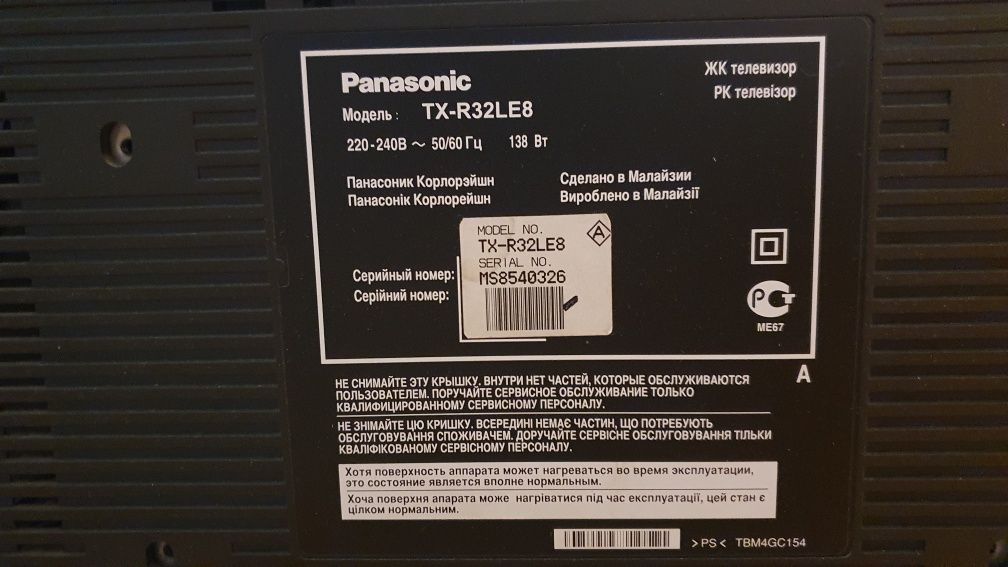 Panasonic
ЖК телевизор
РК телевізор
Модель : TX-R32LE8
220-240В ~ 50/60 Гц 138 Вт
Панасоник Корлорэйшн
Панасонік Корлорейшн
Сделано в Малайзии
Вироблено в Малайзії
MODEL NO.
TX-R32LE8
SERIAL NO.
MS8540326
A
Серийный номер:
Серійний номер:
РСТ
ME67
A
НЕ СНИМАЙТЕ ЭТУ КРЫШКУ. ВНУТРИ НЕТ ЧАСТЕЙ, КОТОРЫЕ ОБСЛУЖИВАЮТСЯ
ПОЛЬЗОВАТЕЛЕМ. ПОРУЧАЙТЕ СЕРВИСНОЕ ОБСЛУЖИВАНИЕ ТОЛЬКО
КВАЛИФИЦИРОВАННОМУ СЕРВИСНОМУ ПЕРСОНАЛУ.
НЕ ЗНІМАЙТЕ ЦЮ КРИШКУ. ВСЕРЕДИНІ НЕМАЄ ЧАСТИН, ЩО ПОТРЕБУЮТЬ
ОБСЛУГОВУВАННЯ СПОЖИВАЧЕМ. ДОРУЧАЙТЕ СЕРВІСНЕ ОБСЛУГОВУВАННЯ ТІЛЬКИ
КВАЛІФІКОВАНОМУ СЕРВІСНОМУ ПЕРСОНАЛУ.
Хотя поверхность аппарата может нагреваться во время эксплуатации,
это состояние является вполне нормальным.
Хоча поверхня апарата може нагріватися під час експлуатації, цей стан є
цілком нормальним.
>PS< TBM4GC154